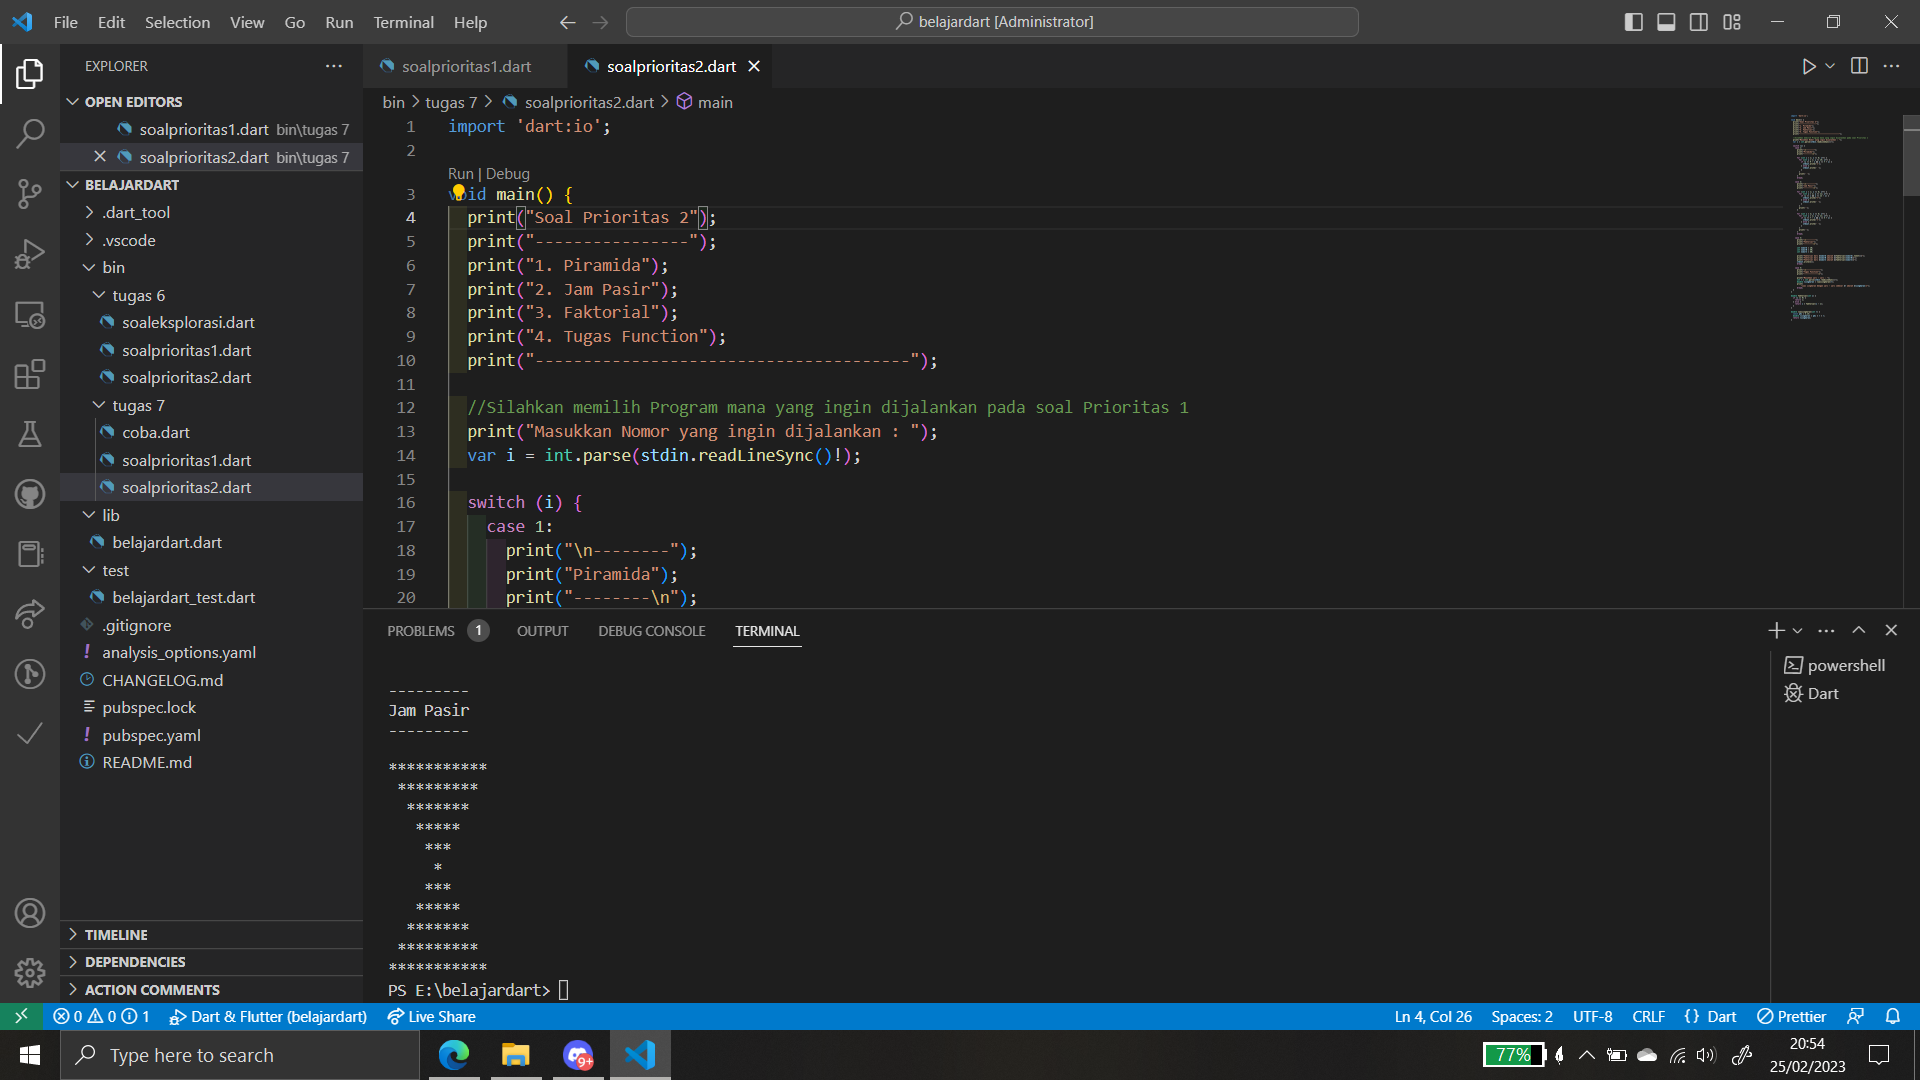 File Edit Selection View Go Run Terminal Help
belajardart [Administrator]
EXPLORER
OPEN EDITORS
soalprioritas1.dart bin\tugas 7
soalprioritas2.dart bin\tugas 7
BELAJARDART
.dart_tool
.vscode
bin
tugas 6
soaleksplorasi.dart
soalprioritas1.dart
soalprioritas2.dart
tugas 7
coba.dart
soalprioritas1.dart
soalprioritas2.dart
lib
belajardart.dart
test
belajardart_test.dart
.gitignore
analysis_options.yaml
CHANGELOG.md
pubspec.lock
pubspec.yaml
README.md
TIMELINE
DEPENDENCIES
ACTION COMMENTS
soalprioritas1.dart
soalprioritas2.dart
bin > tugas 7 > soalprioritas2.dart > main
1 import 'dart:io';
2
Run | Debug
3 void main() {
4 print("Soal Prioritas 2");
5 print("----------------");
6 print("1. Piramida");
7 print("2. Jam Pasir");
8 print("3. Faktorial");
9 print("4. Tugas Function");
10 print("---------------------------------------");
11
12 //Silahkan memilih Program mana yang ingin dijalankan pada soal Prioritas 1
13 print("Masukkan Nomor yang ingin dijalankan : ");
14 var i = int.parse(stdin.readLineSync()!);
15
16 switch (i) {
17 case 1:
18 print("\n--------");
19 print("Piramida");
20 print("--------\n");
PROBLEMS 1 OUTPUT DEBUG CONSOLE TERMINAL
---------
Jam Pasir
---------
***********
*********
*******
*****
***
*
***
*****
*******
*********
***********
PS E:\belajardart>
powershell
Dart
0 0 1 Dart & Flutter (belajardart) Live Share
Ln 4, Col 26 Spaces: 2 UTF-8 CRLF {} Dart Prettier
Type here to search
9+
77%
20:54
25/02/2023